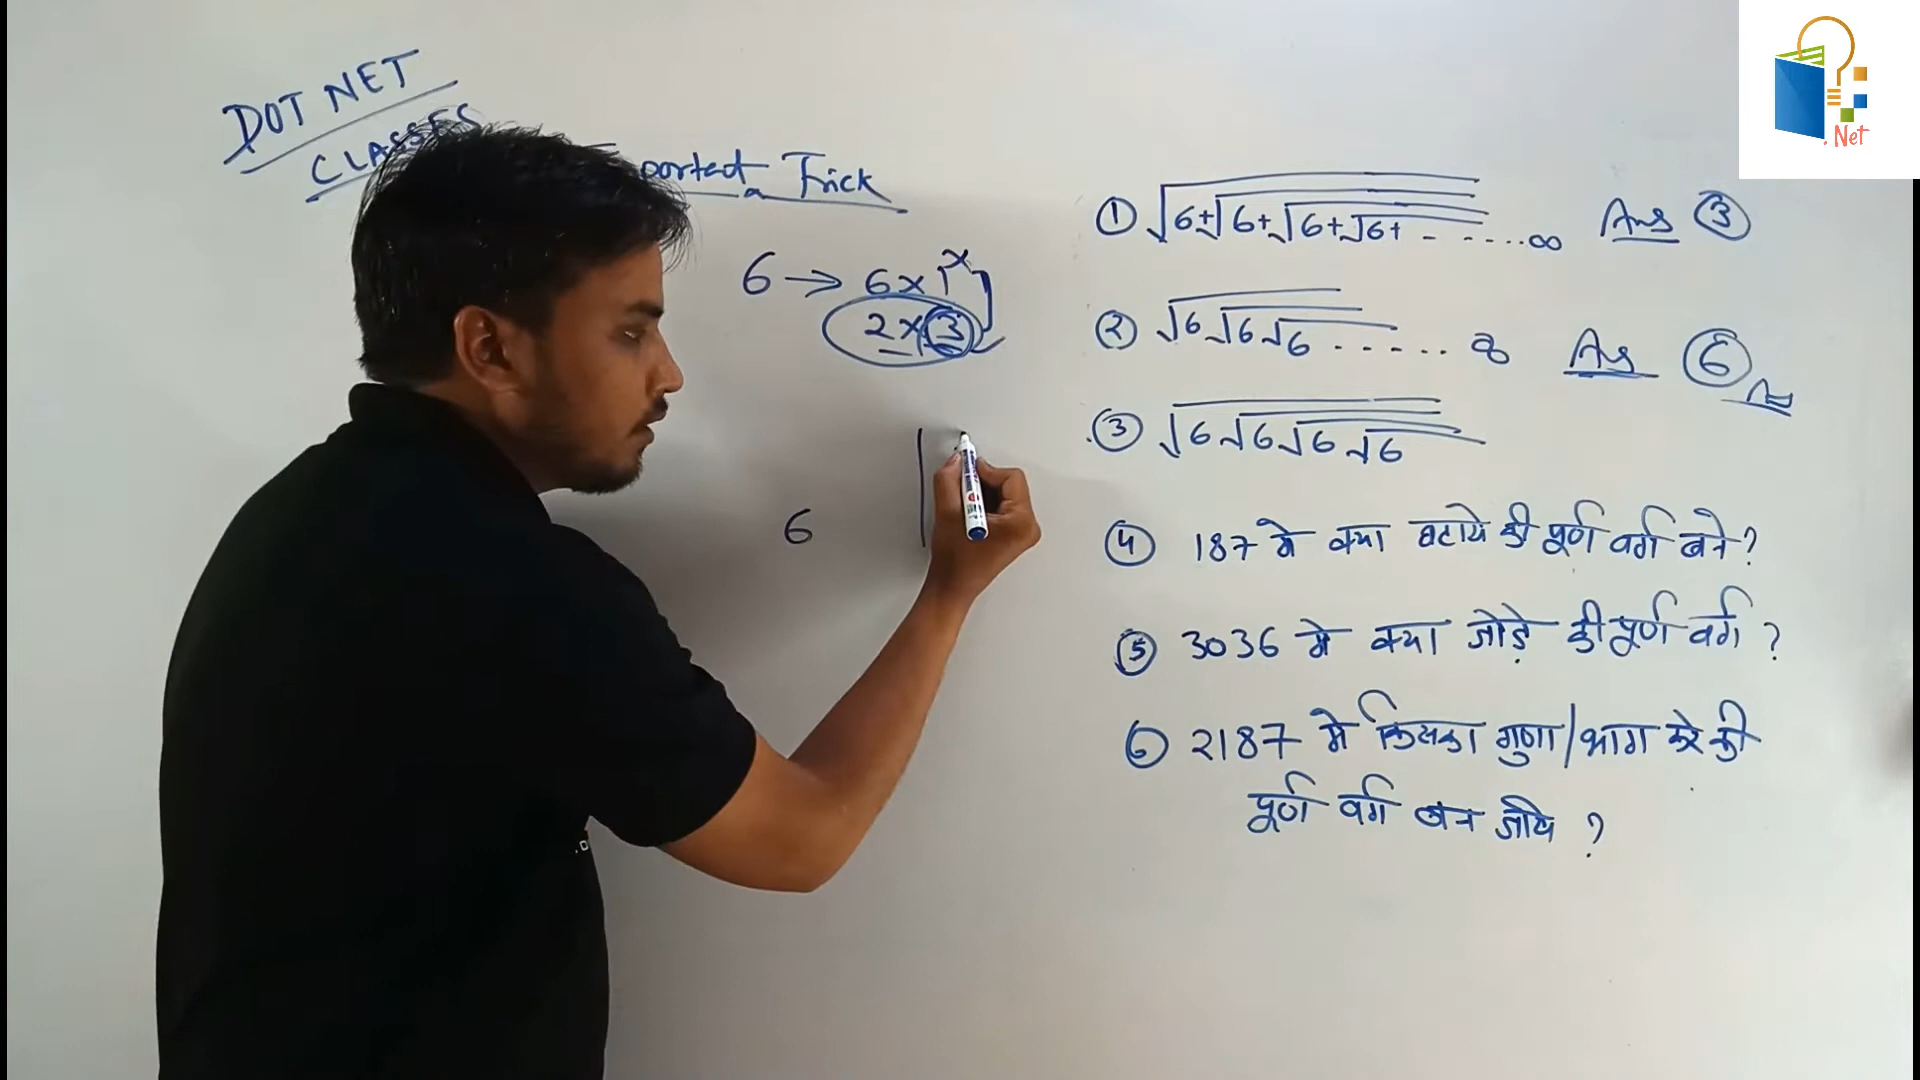 DOT NET
CLASSES
Trick
6 → 6×1×
2×3
6
① √6+√6+√6+√6+ - - ..... ∞ Ans ③
② √6√6√6 ...... ∞ Ans ⑥
③ √6√6√6√6
④ 187 मे क्या घटाये की पूर्ण वर्ग बने ?
⑤ 3036 मे क्या जोड़े की पूर्ण वर्ग ?
⑥ 2187 मे किसका गुणा/भाग करे की
पूर्ण वर्ग बन जाये ?
.Net